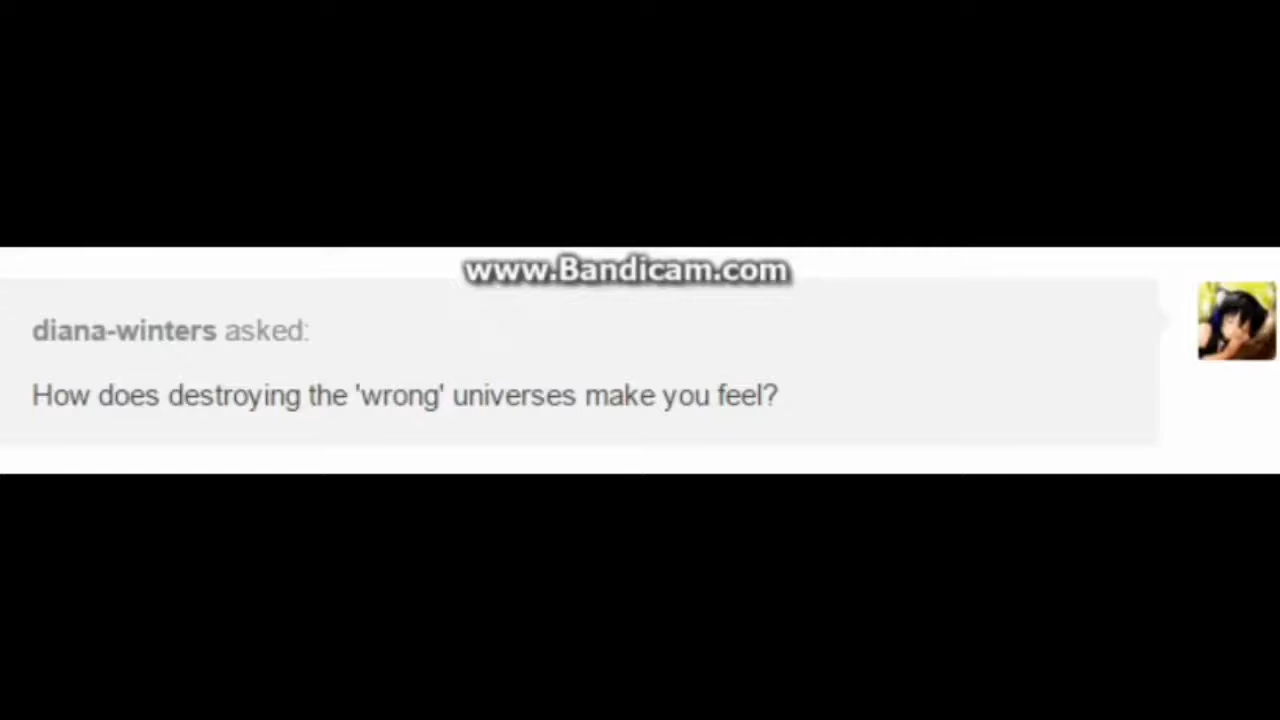 www.Bandicam.com
diana-winters asked:
How does destroying the 'wrong' universes make you feel?